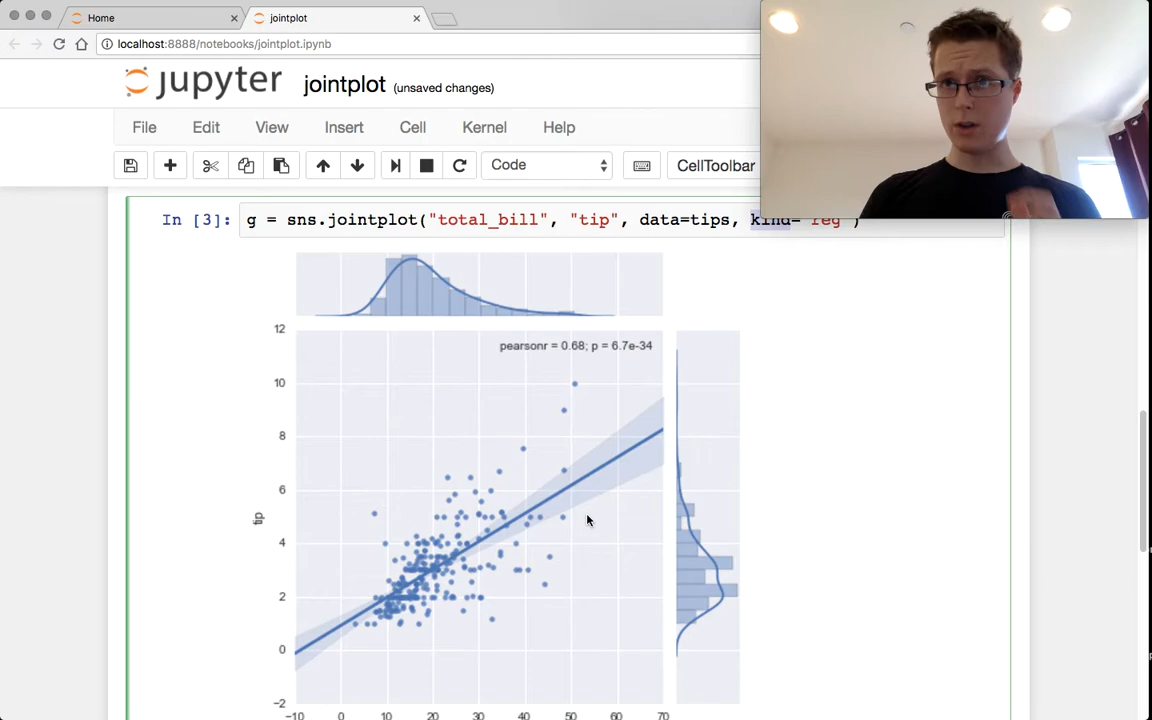 Home
jointplot
localhost:8888/notebooks/jointplot.ipynb
jupyter jointplot (unsaved changes)
File Edit View Insert Cell Kernel Help
Code CellToolbar
In [3]: g = sns.jointplot("total_bill", "tip", data=tips, kind="reg")
pearsonr = 0.68; p = 6.7e-34
12
10
8
6
4
2
0
−2
tip
−10 0 10 20 30 40 50 60 70